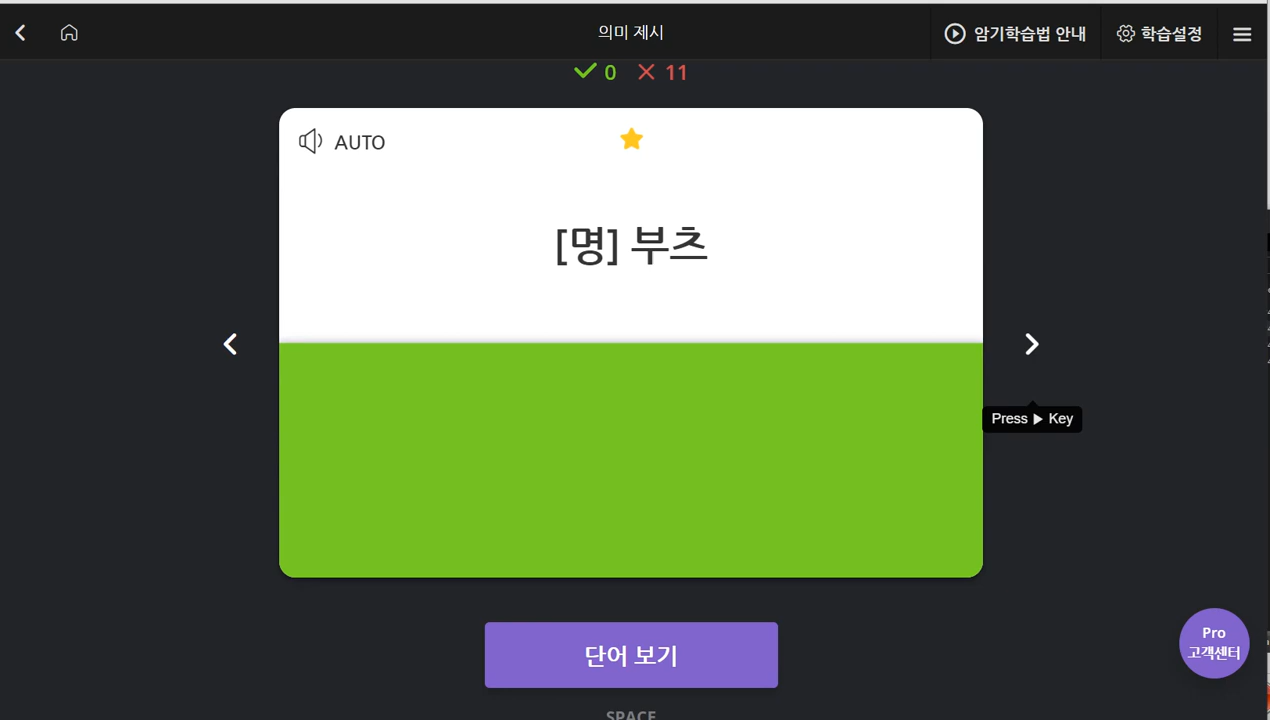 의미 제시
암기학습법 안내
학습설정
0 11
AUTO
[명] 부츠
Press ▶ Key
단어 보기
Pro
고객센터
SPACE